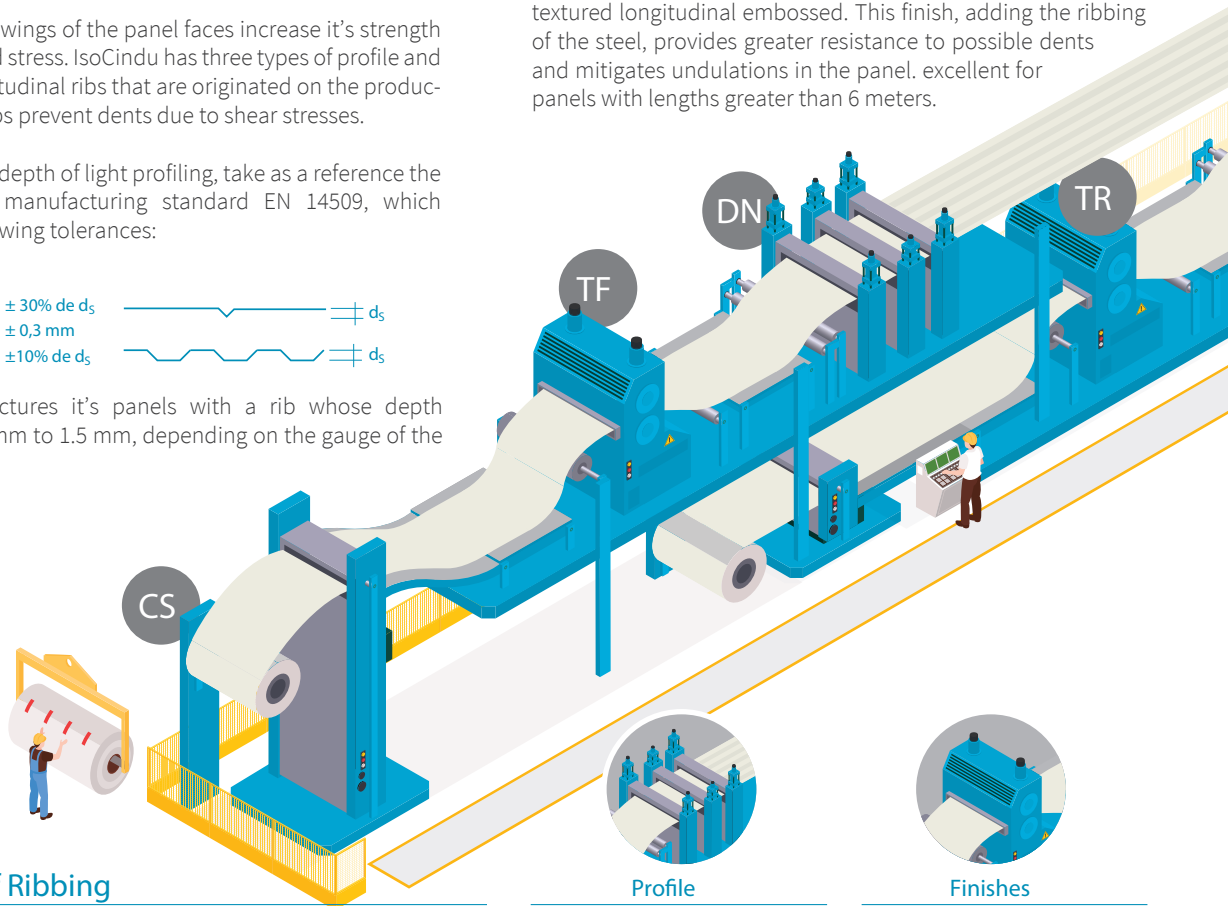 wings of the panel faces increase it's strength
stress. IsoCindu has three types of profile and
itudinal ribs that are originated on the produc-
prevent dents due to shear stresses.
depth of light profiling, take as a reference the
manufacturing standard EN 14509, which
wing tolerances:
± 30% de dS
± 0,3 mm
±10% de dS
dS
dS
ctures it's panels with a rib whose depth
mm to 1.5 mm, depending on the gauge of the
textured longitudinal embossed. This finish, adding the ribbing
of the steel, provides greater resistance to possible dents
and mitigates undulations in the panel. excellent for
panels with lengths greater than 6 meters.
DN
TR
TF
CS
Ribbing
Profile
Finishes